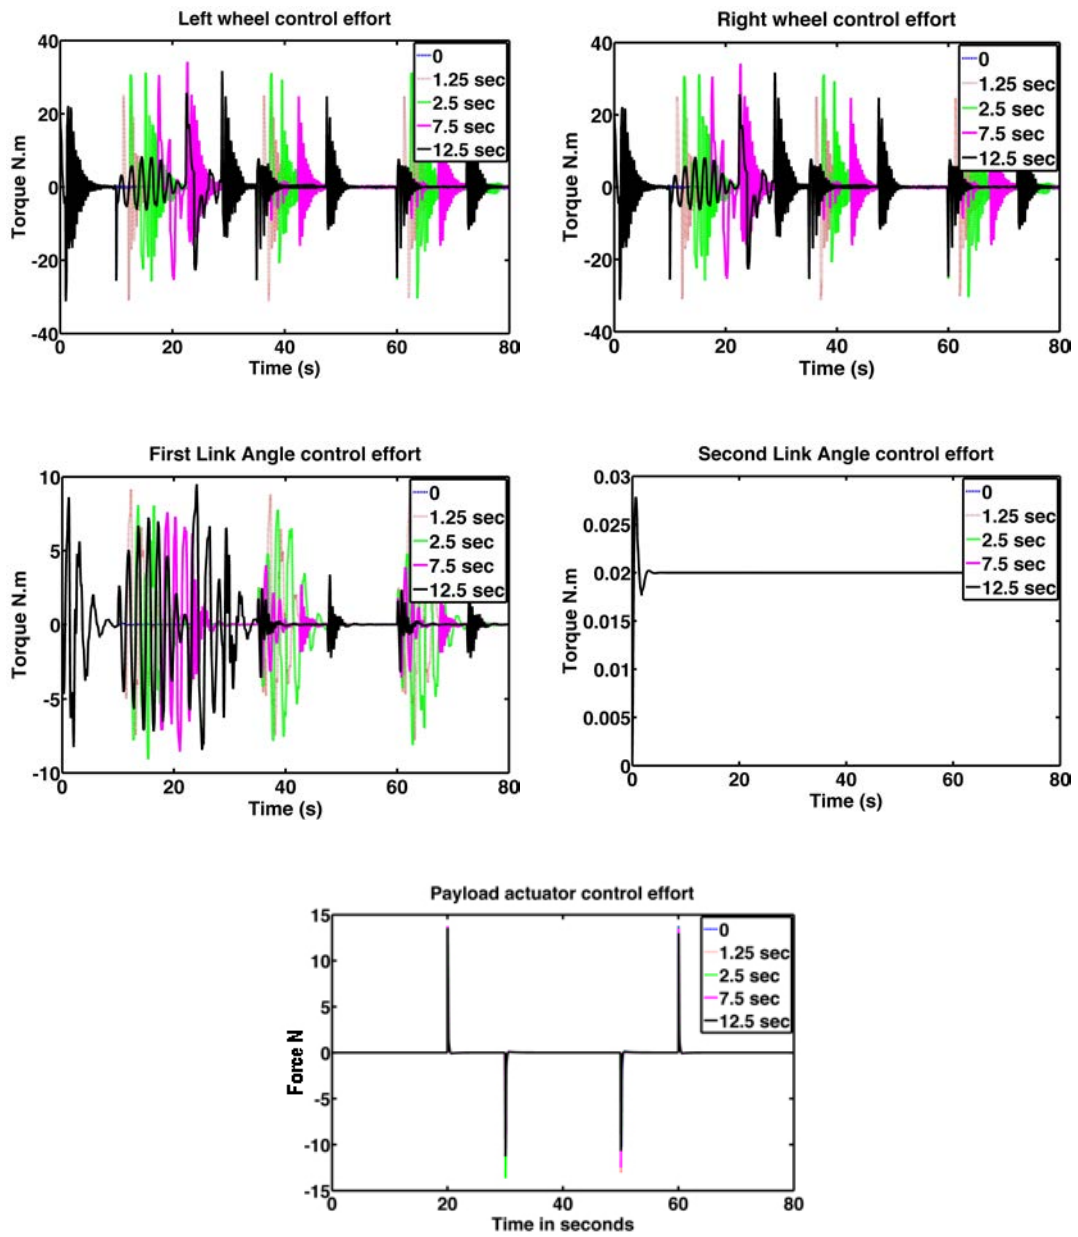 Left wheel control effort
40
20
0
-20
-40
Torque N.m
0
20
40
60
80
Time (s)
0
1.25 sec
2.5 sec
7.5 sec
12.5 sec
Right wheel control effort
40
20
0
-20
-40
Torque N.m
0
20
40
60
80
Time (s)
0
1.25 sec
2.5 sec
7.5 sec
12.5 sec
First Link Angle control effort
10
5
0
-5
-10
Torque N.m
0
20
40
60
80
Time (s)
0
1.25 sec
2.5 sec
7.5 sec
12.5 sec
Second Link Angle control effort
0.03
0.025
0.02
0.015
0.01
0.005
0
Torque N.m
0
20
40
60
80
Time (s)
0
1.25 sec
2.5 sec
7.5 sec
12.5 sec
Payload actuator control effort
15
10
5
0
-5
-10
-15
Force N
0
20
40
60
80
Time in seconds
0
1.25 sec
2.5 sec
7.5 sec
12.5 sec